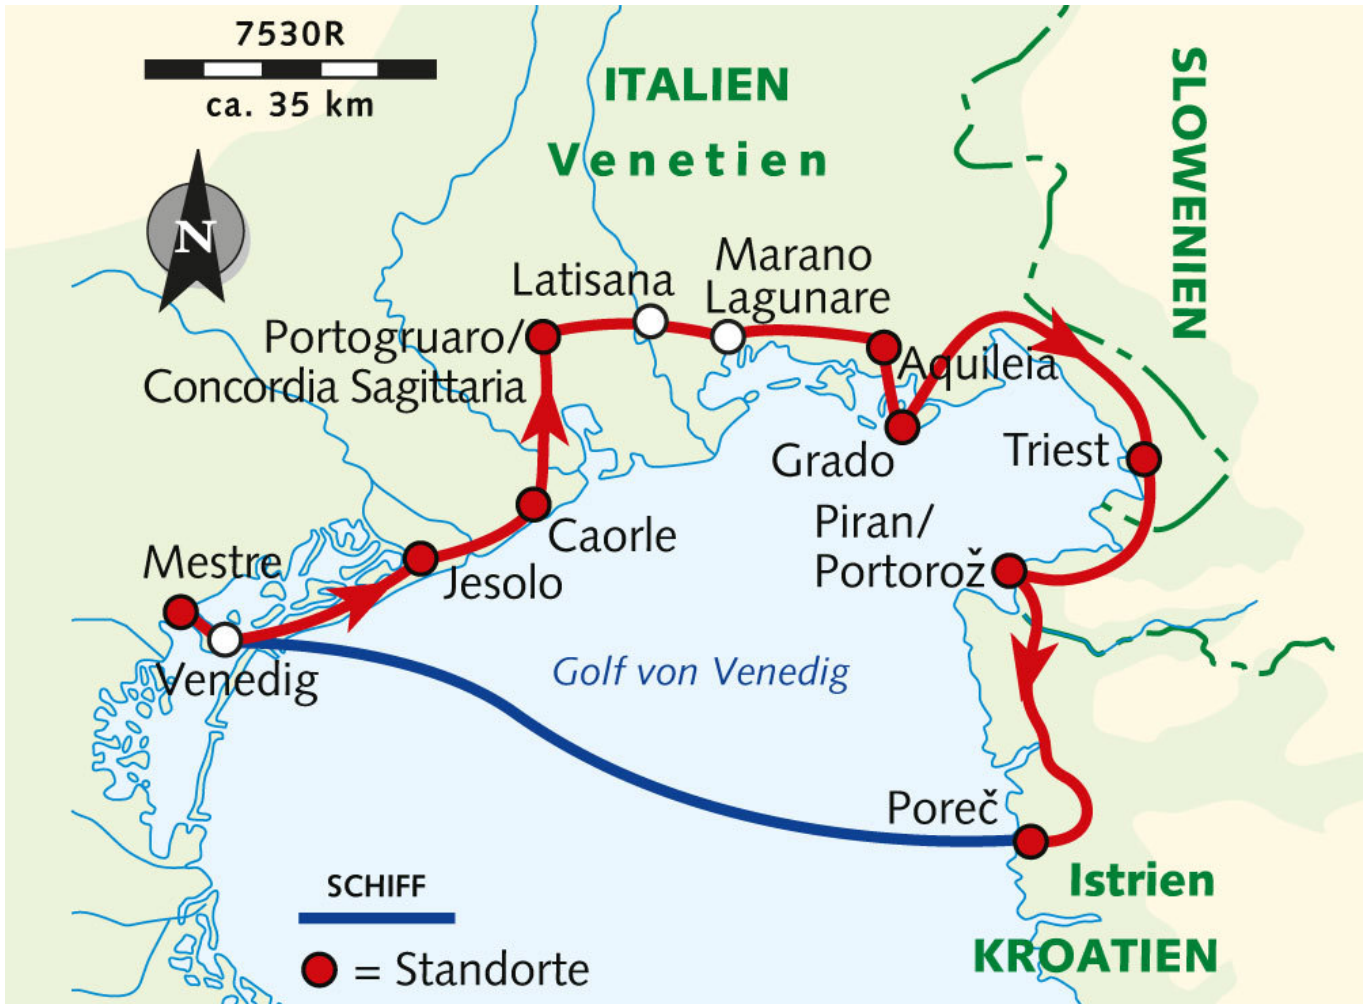 7530R
ca. 35 km
N
ITALIEN
Venetien
SLOWENIEN
Marano
Lagunare
Latisana
Portogruaro/
Concordia Sagittaria
Aquileia
Grado
Triest
Piran/
Portorož
Caorle
Mestre
Jesolo
Venedig
Golf von Venedig
Poreč
Istrien
KROATIEN
SCHIFF
= Standorte